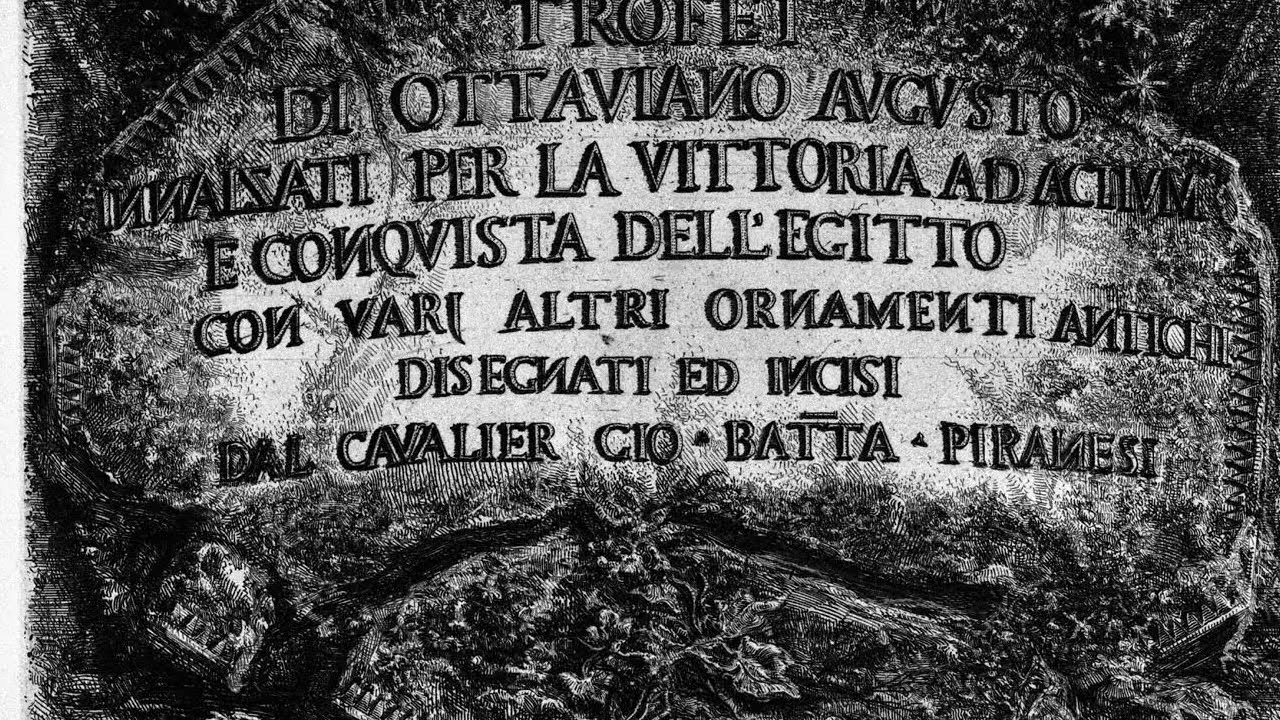 TROFEI
DI OTTAVIANO AVGVSTO
INNALZATI PER LA VITTORIA AD ACTIVM
E CONQVISTA DELL'EGITTO
CON VARJ ALTRI ORNAMENTI ANTICHI
DISEGNATI ED INCISI
DAL CAVALIER GIO · BATTA · PIRANESI